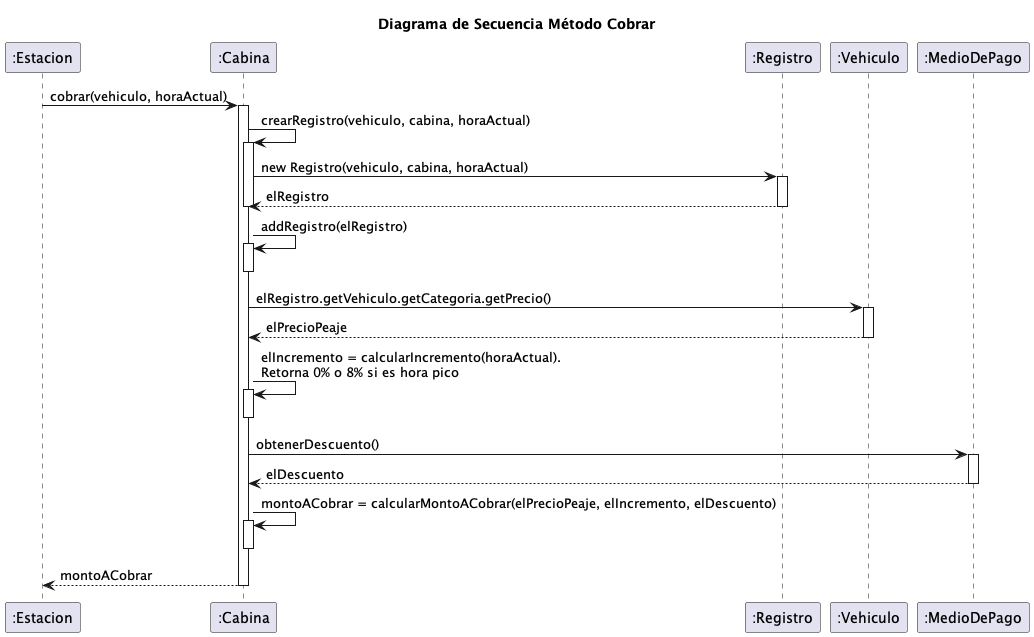 Diagrama de Secuencia Método Cobrar
:Estacion
:Cabina
:Registro
:Vehiculo
:MedioDePago
cobrar(vehiculo, horaActual)
crearRegistro(vehiculo, cabina, horaActual)
new Registro(vehiculo, cabina, horaActual)
elRegistro
addRegistro(elRegistro)
elRegistro.getVehiculo.getCategoria.getPrecio()
elPrecioPeaje
elIncremento = calcularIncremento(horaActual).
Retorna 0% o 8% si es hora pico
obtenerDescuento()
elDescuento
montoACobrar = calcularMontoACobrar(elPrecioPeaje, elIncremento, elDescuento)
montoACobrar
:Estacion
:Cabina
:Registro
:Vehiculo
:MedioDePago